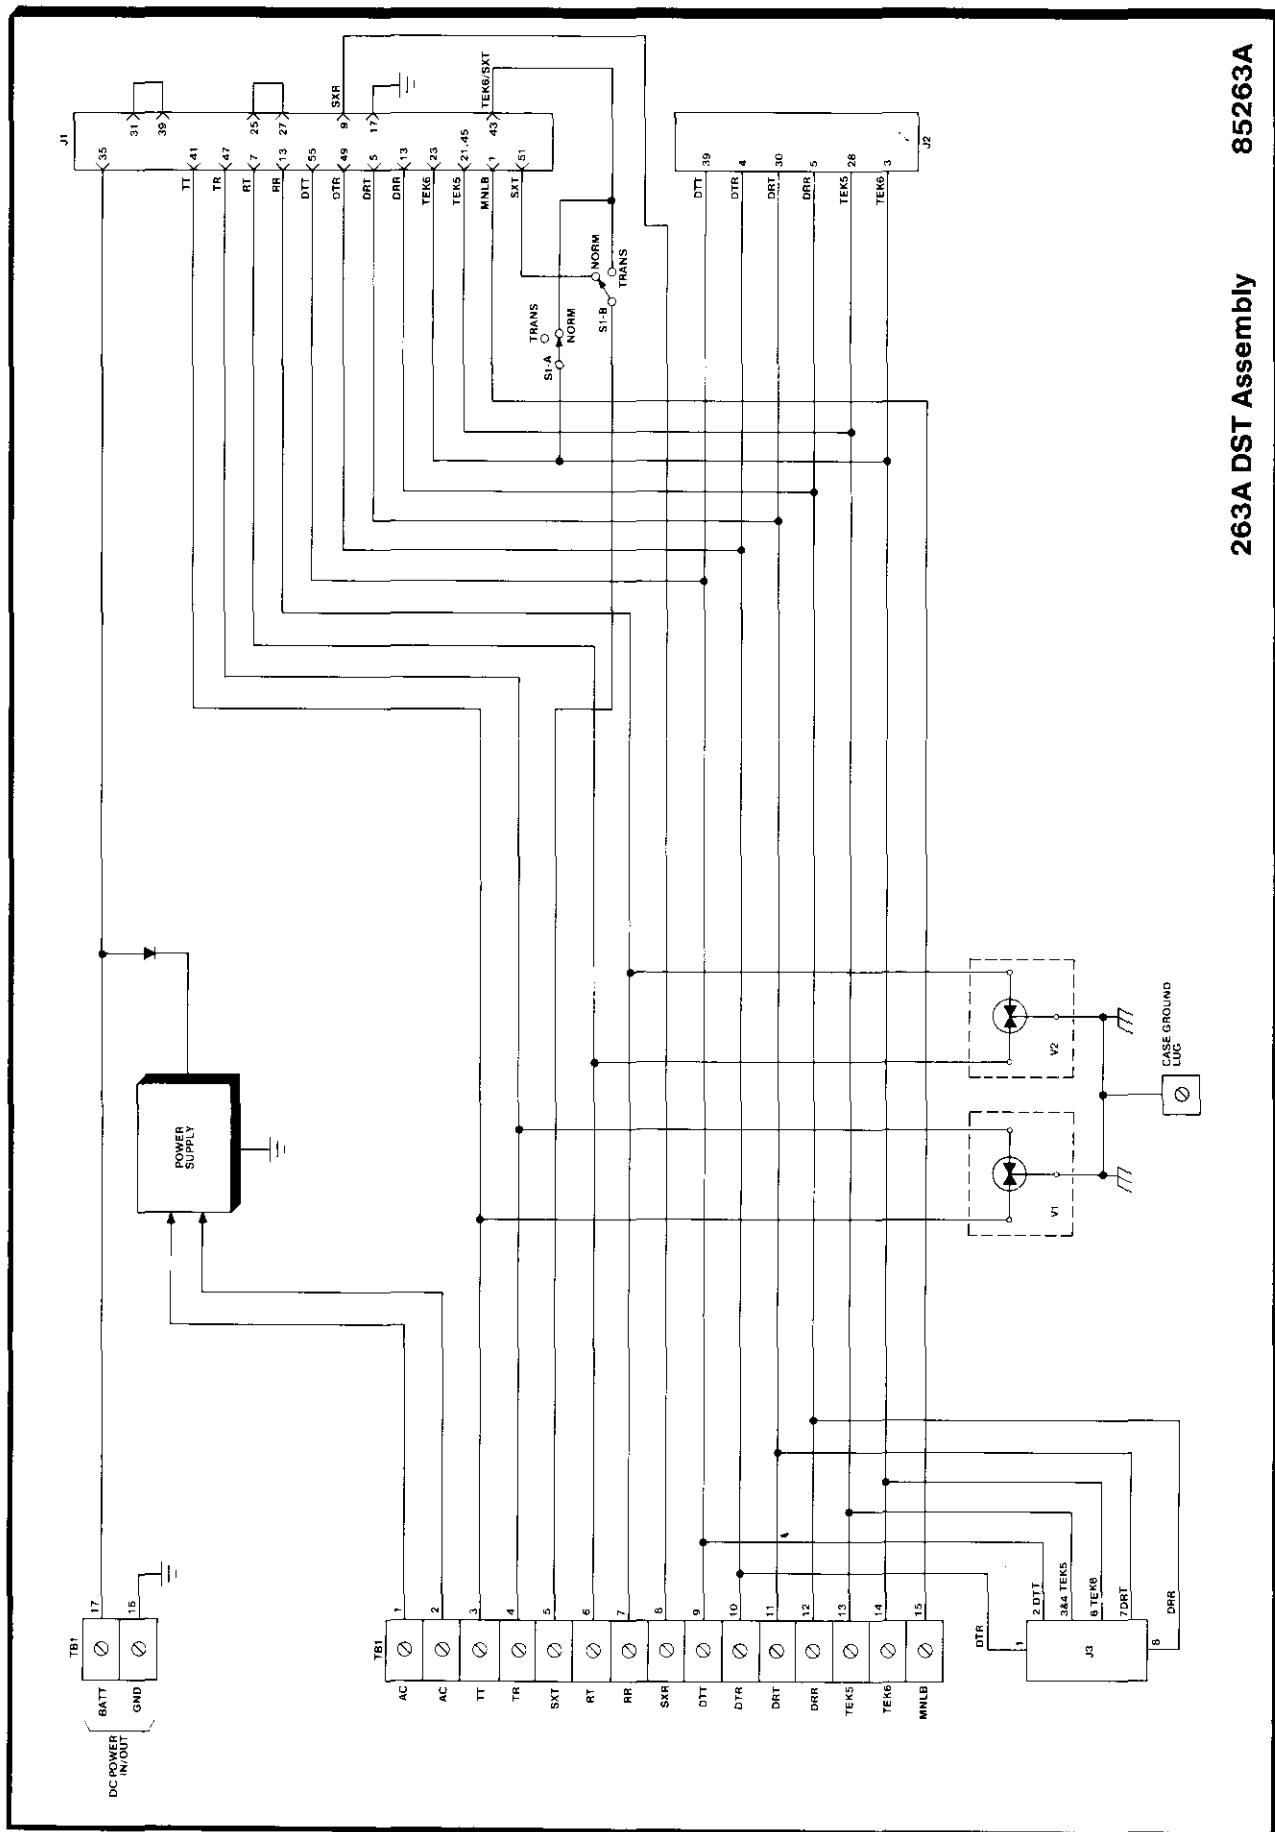 263A DST Assembly 85263A
J1
35
31
39
TT 41
TR 47
RT 7
25
RR 13
27
DTT 55
DTR 49
9 SXR
DRT 5
17
DRR 13
TEK6 23
TEK5 21,45
MNLB 1
43 TEK6/SXT
SXT 51
TRANS
NORM
S1-A
NORM
TRANS
S1-B
DTT 39
DTR 4
DRT 30
DRR 5
TEK5 28
TEK6 3
J2
POWER
SUPPLY
V1
V2
CASE GROUND
LUG
TB1
DC POWER
IN/OUT
BATT 17
GND 16
TB1
AC 1
AC 2
TT 3
TR 4
SXT 5
RT 6
RR 7
SXR 8
DTT 9
DTR 10
DRT 11
DRR 12
TEK5 13
TEK6 14
MNLB 15
DTR
1
2 DTT
3&4 TEK5
6 TEK6
7 DRT
DRR
8
J3